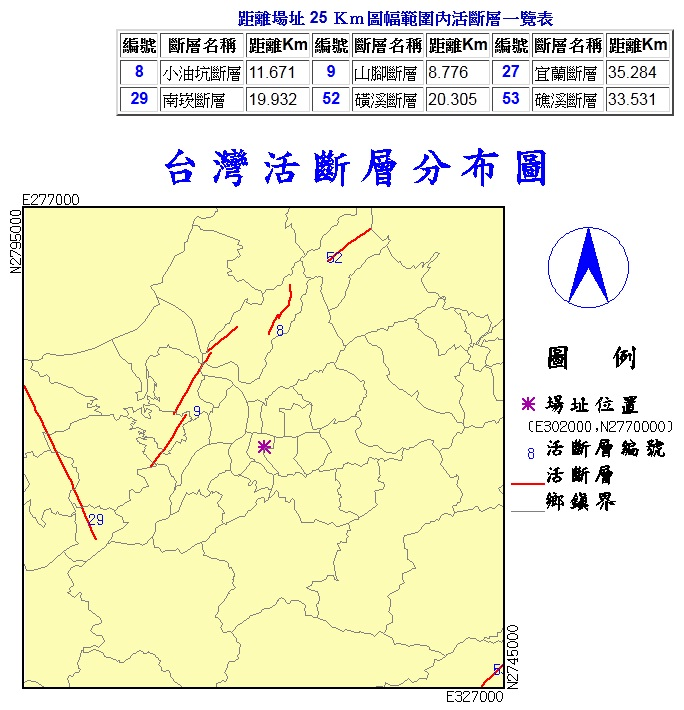 距離場址 25 Km圖幅範圍內活斷層一覽表
編號 斷層名稱 距離Km 編號 斷層名稱 距離Km 編號 斷層名稱 距離Km
8 小油坑斷層 11.671 9 山腳斷層 8.776 27 宜蘭斷層 35.284
29 南崁斷層 19.932 52 磺溪斷層 20.305 53 礁溪斷層 33.531
台灣活斷層分布圖
E277000
N2795000
52
8
9
29
5
N2745000
E327000
圖 例
場址位置
(E302000,N2770000)
8 活斷層編號
活斷層
鄉鎮界